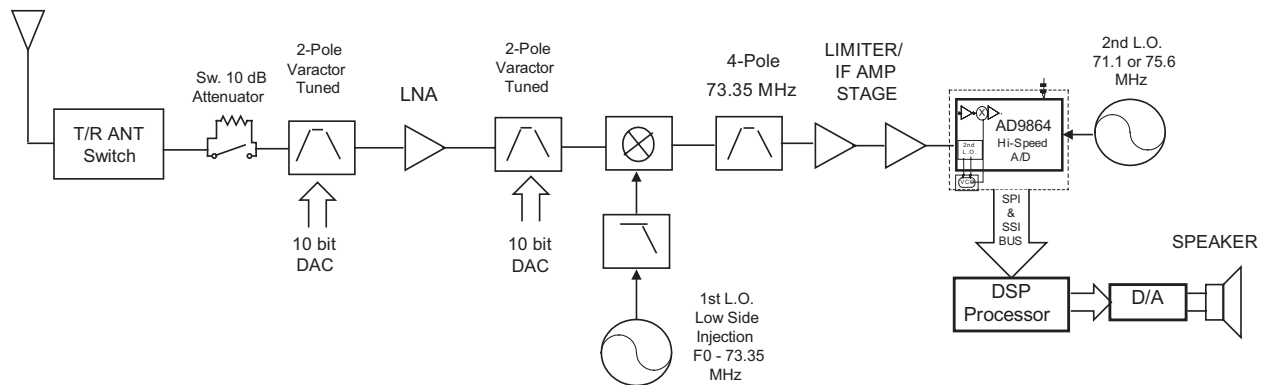 T/R ANT
Switch
Sw. 10 dB
Attenuator
2-Pole
Varactor
Tuned
10 bit
DAC
LNA
2-Pole
Varactor
Tuned
10 bit
DAC
1st L.O.
Low Side
Injection
F0 - 73.35
MHz
4-Pole
73.35 MHz
LIMITER/
IF AMP
STAGE
AD9864
Hi-Speed
A/D
2nd
L.O.
2nd L.O.
71.1 or 75.6
MHz
SPI
&
SSI
BUS
DSP
Processor
D/A
SPEAKER